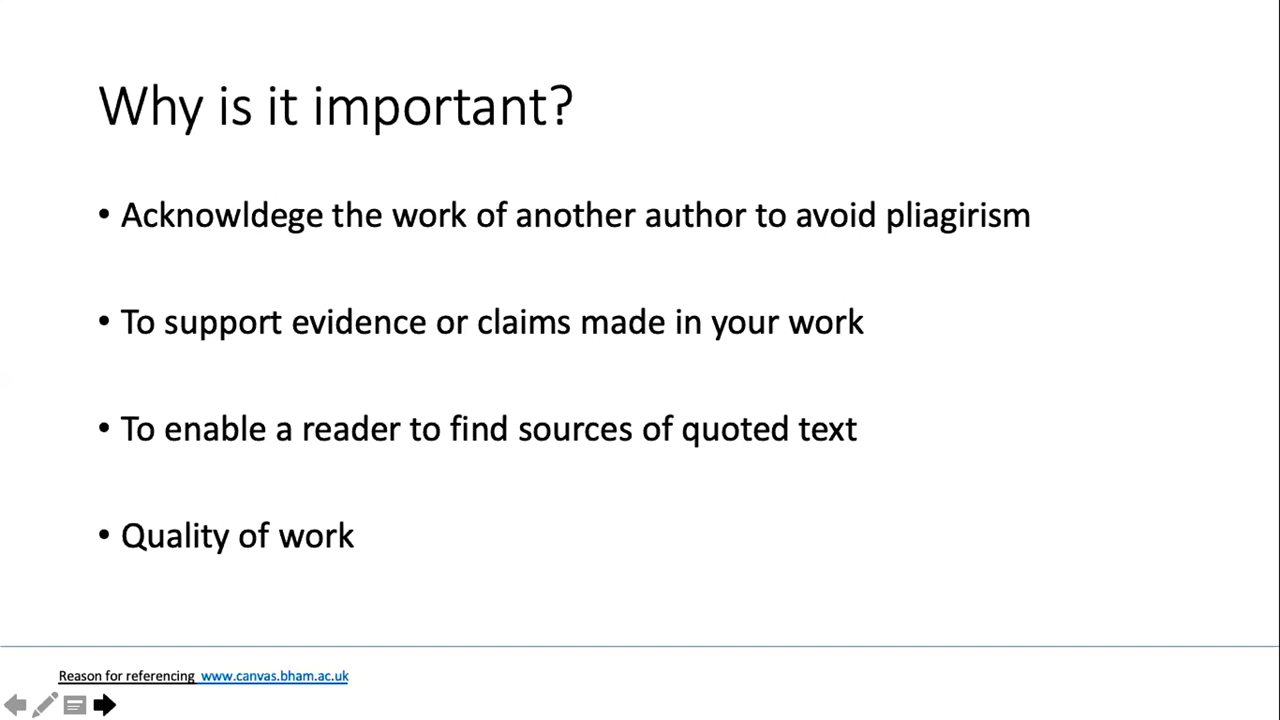 Why is it important?
• Acknowldege the work of another author to avoid pliagirism
• To support evidence or claims made in your work
• To enable a reader to find sources of quoted text
• Quality of work
Reason for referencing www.canvas.bham.ac.uk